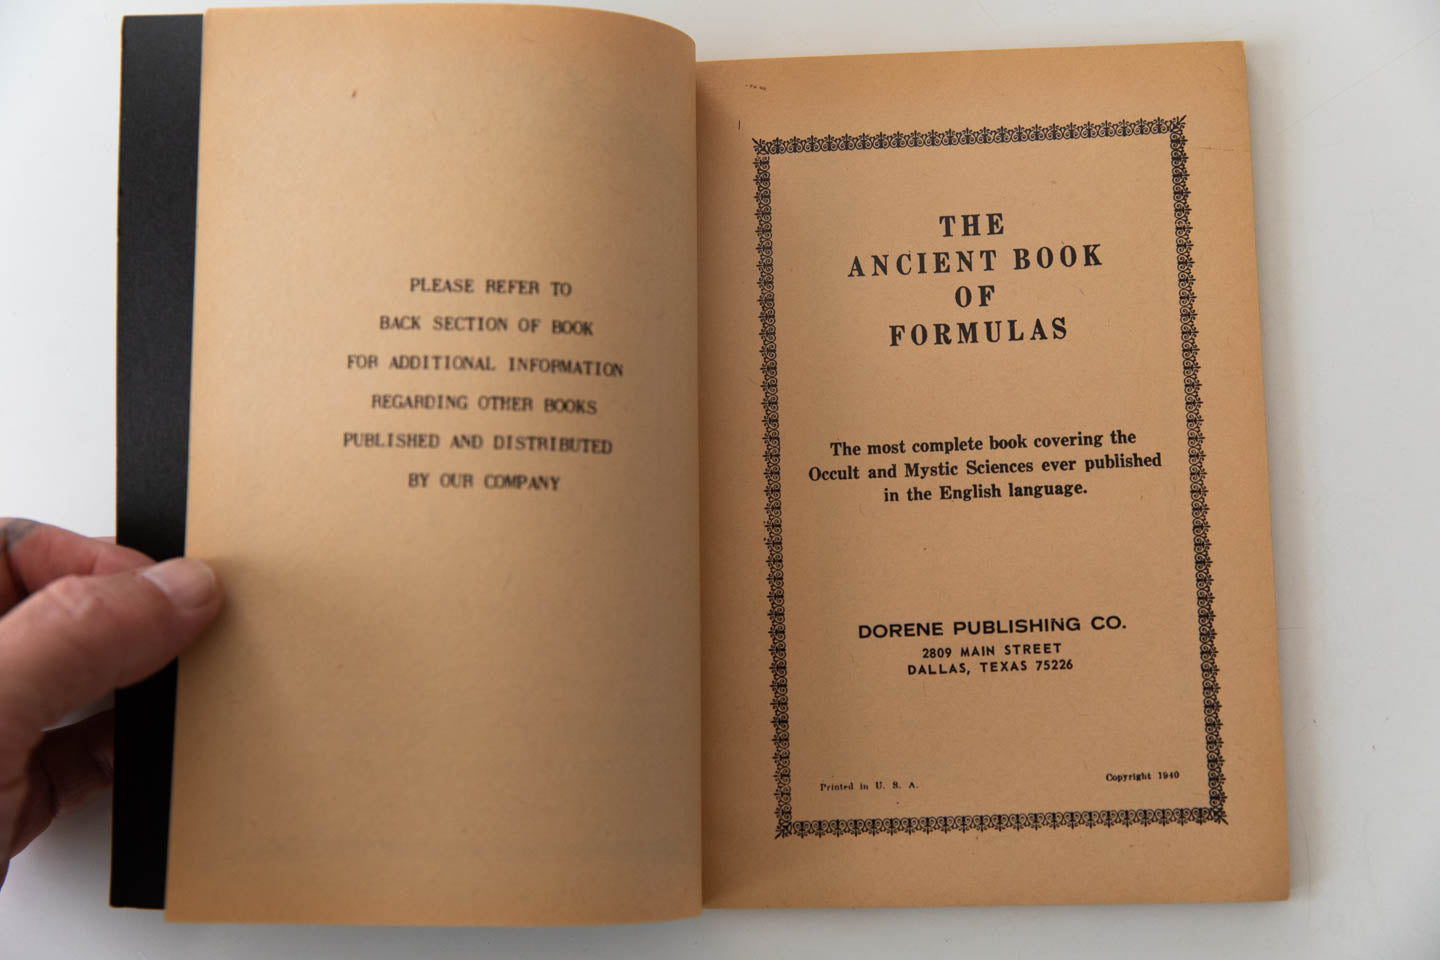 PLEASE REFER TO
BACK SECTION OF BOOK
FOR ADDITIONAL INFORMATION
REGARDING OTHER BOOKS
PUBLISHED AND DISTRIBUTED
BY OUR COMPANY
THE
ANCIENT BOOK
OF
FORMULAS
The most complete book covering the
Occult and Mystic Sciences ever published
in the English language.
DORENE PUBLISHING CO.
2809 MAIN STREET
DALLAS, TEXAS 75226
Printed in U. S. A.
Copyright 1940